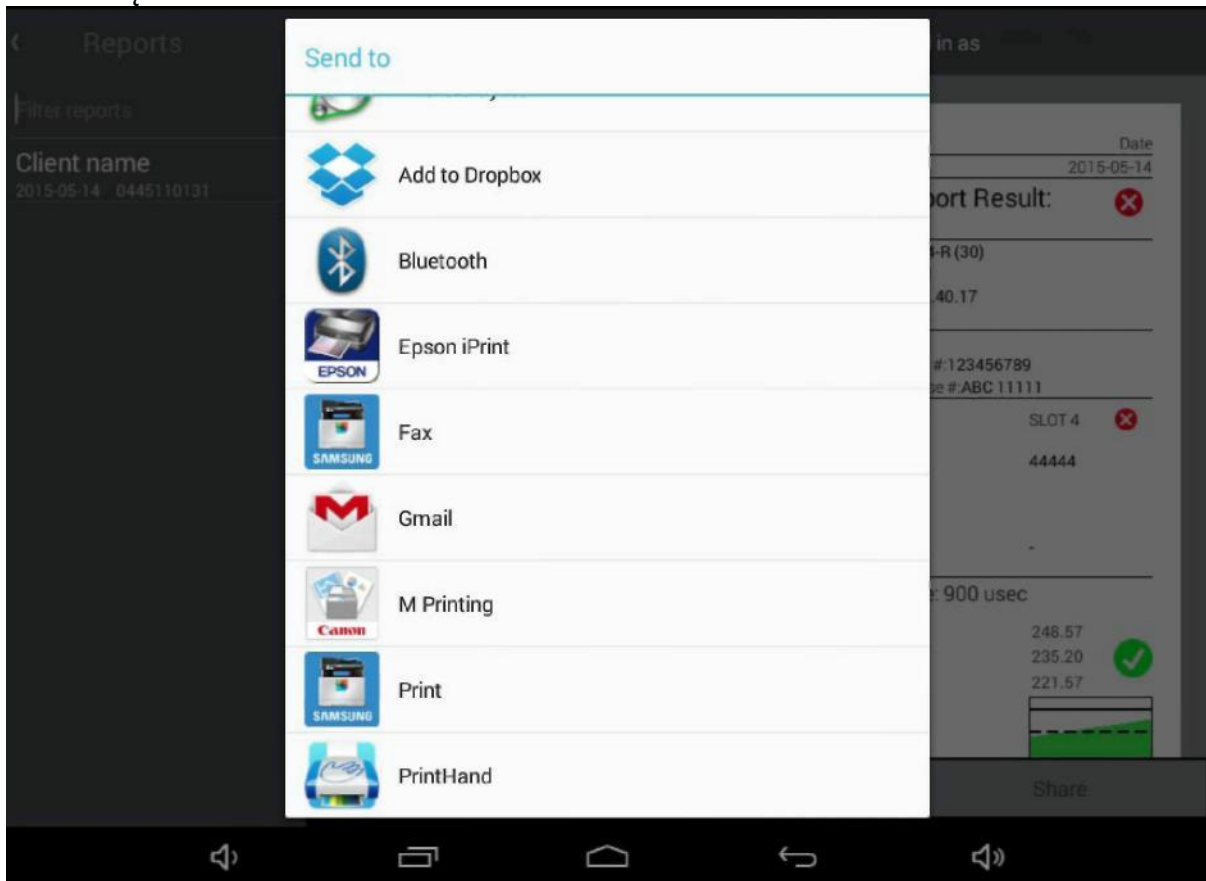 Reports
Filter reports
Client name
2015-05-14 0445110131
Send to
Add to Dropbox
Bluetooth
EPSON
Epson iPrint
SAMSUNG
Fax
Gmail
Canon
M Printing
SAMSUNG
Print
PrintHand
in as
Date
2015-05-14
ort Result:
-R (30)
.40.17
#:123456789
se #:ABC 11111
SLOT 4
44444
-
: 900 usec
248.57
235.20
221.57
Share